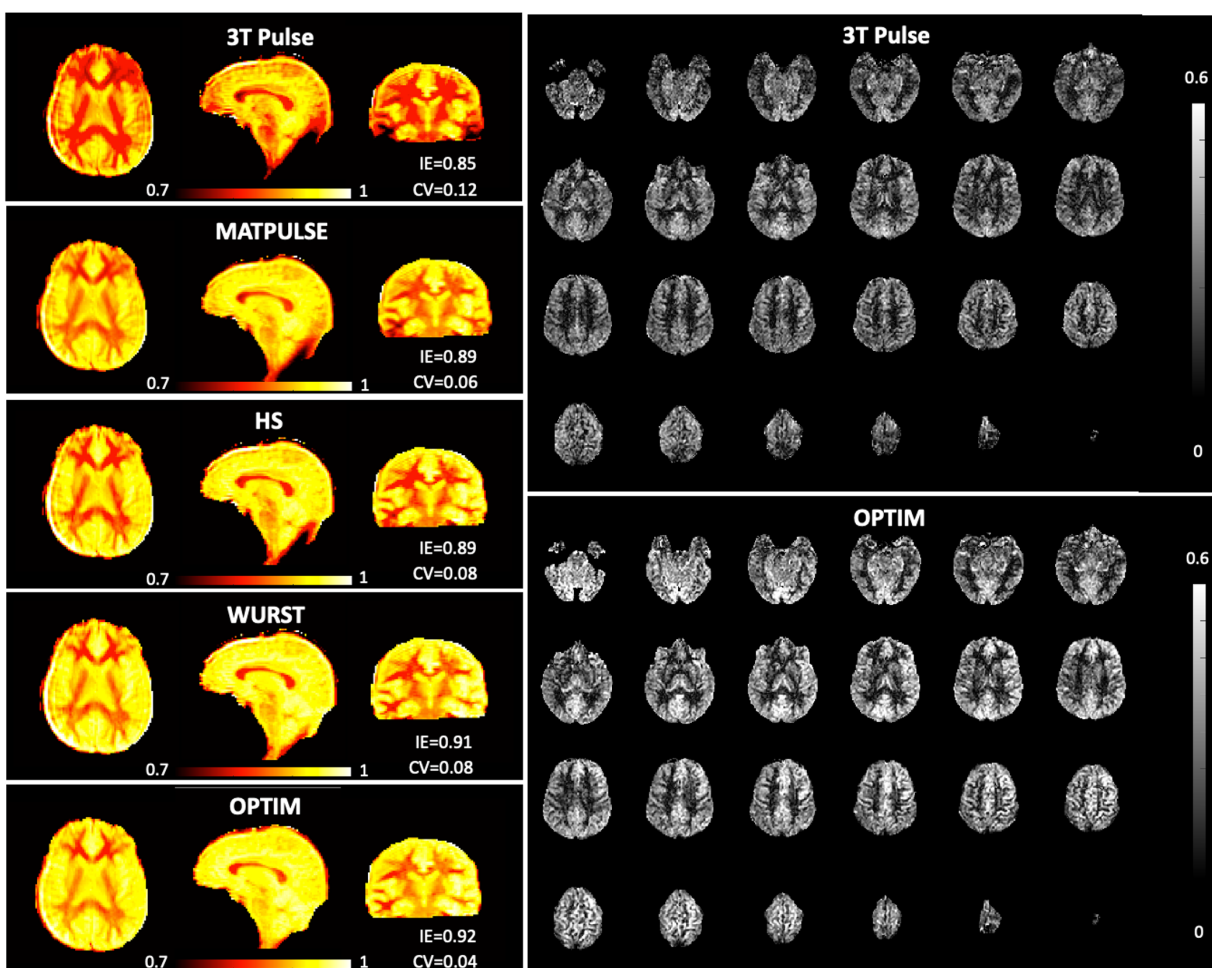 3T Pulse
IE=0.85
0.7 1 CV=0.12
MATPULSE
IE=0.89
0.7 1 CV=0.06
HS
IE=0.89
0.7 1 CV=0.08
WURST
IE=0.91
0.7 1 CV=0.08
OPTIM
IE=0.92
0.7 1 CV=0.04
3T Pulse
0.6
0
OPTIM
0.6
0